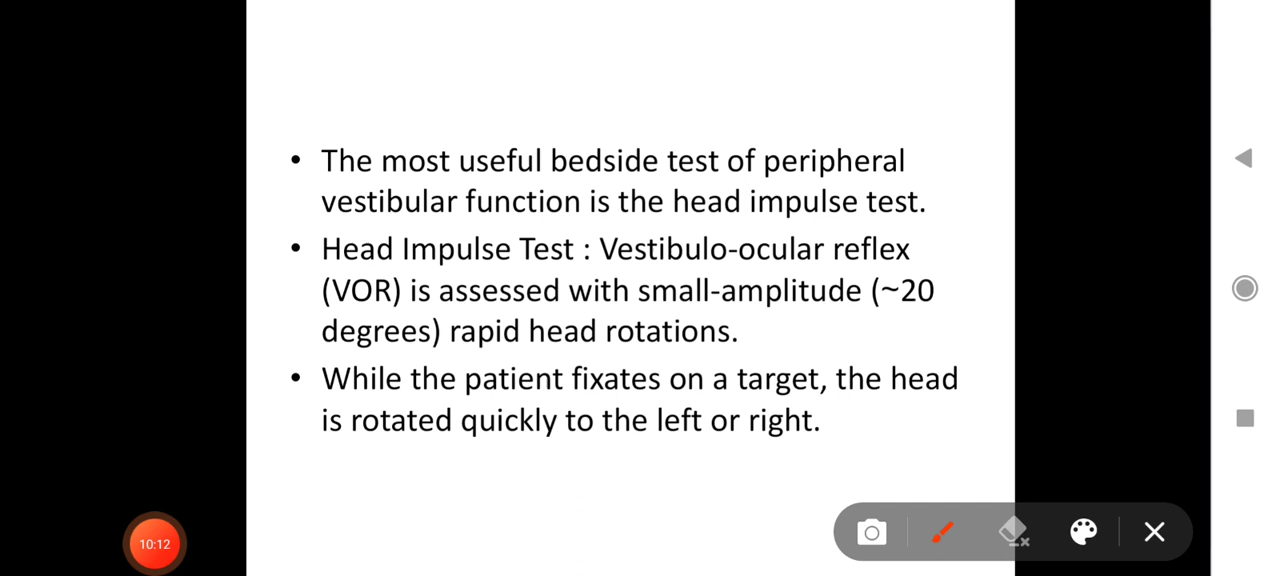 • The most useful bedside test of peripheral
vestibular function is the head impulse test.
• Head Impulse Test : Vestibulo-ocular reflex
(VOR) is assessed with small-amplitude (~20
degrees) rapid head rotations.
• While the patient fixates on a target, the head
is rotated quickly to the left or right.
10:12